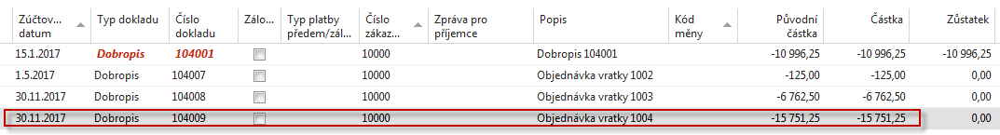 Zúčtov... datum Typ dokladu Číslo dokladu Zálo... Typ platby předem/zál... Číslo zákaz... Zpráva pro příjemce Popis Kód měny Původní částka Částka Zůstatek
15.1.2017 Dobropis 104001 10000 Dobropis 104001 -10 996,25 -10 996,25 -10 996,25
1.5.2017 Dobropis 104007 10000 Objednávka vratky 1002 -125,00 -125,00 0,00
30.11.2017 Dobropis 104008 10000 Objednávka vratky 1003 -6 762,50 -6 762,50 0,00
30.11.2017 Dobropis 104009 10000 Objednávka vratky 1004 -15 751,25 -15 751,25 0,00